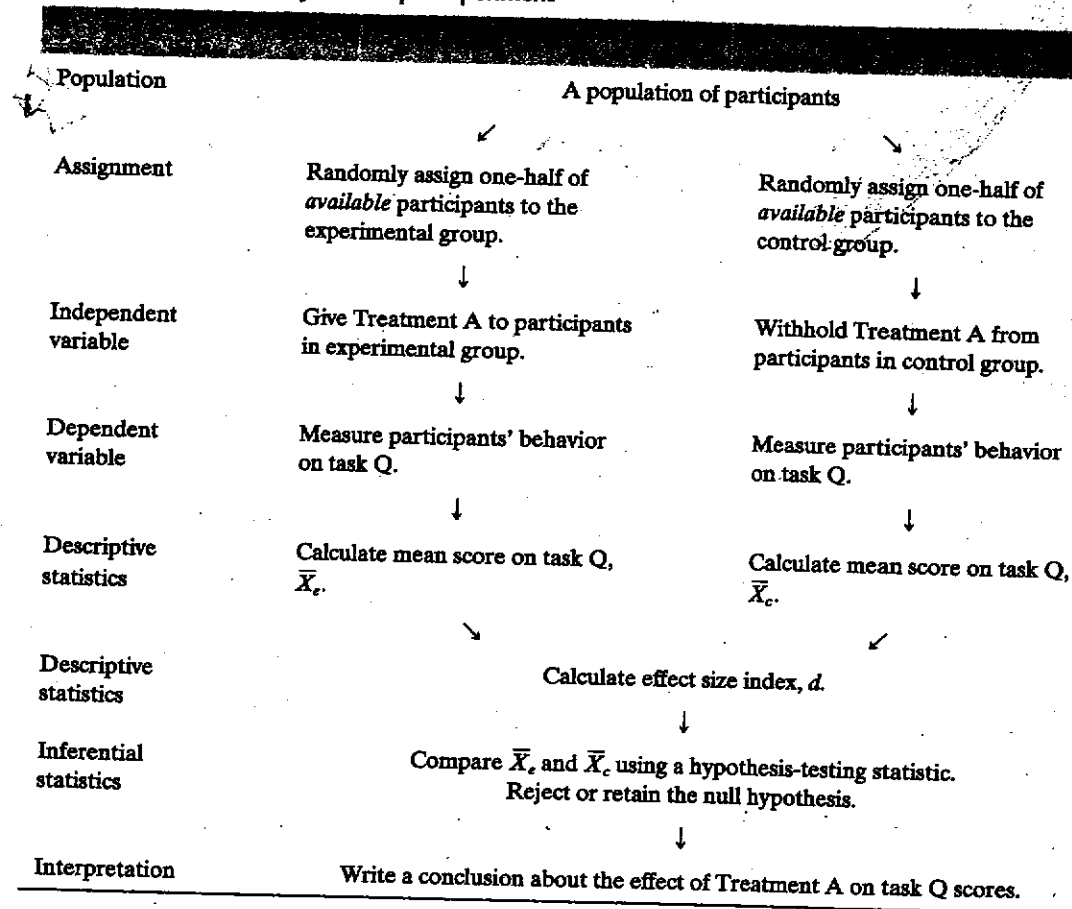 Population
A population of participants
↙ ↘
Assignment
Randomly assign one-half of
available participants to the
experimental group.
Randomly assign one-half of
available participants to the
control group.
↓ ↓
Independent
variable
Give Treatment A to participants
in experimental group.
Withhold Treatment A from
participants in control group.
↓ ↓
Dependent
variable
Measure participants' behavior
on task Q.
Measure participants' behavior
on task Q.
↓ ↓
Descriptive
statistics
Calculate mean score on task Q,
X̄ₑ.
Calculate mean score on task Q,
X̄c.
↘ ↙
Descriptive
statistics
Calculate effect size index, d.
↓
Inferential
statistics
Compare X̄ₑ and X̄c using a hypothesis-testing statistic.
Reject or retain the null hypothesis.
↓
Interpretation
Write a conclusion about the effect of Treatment A on task Q scores.